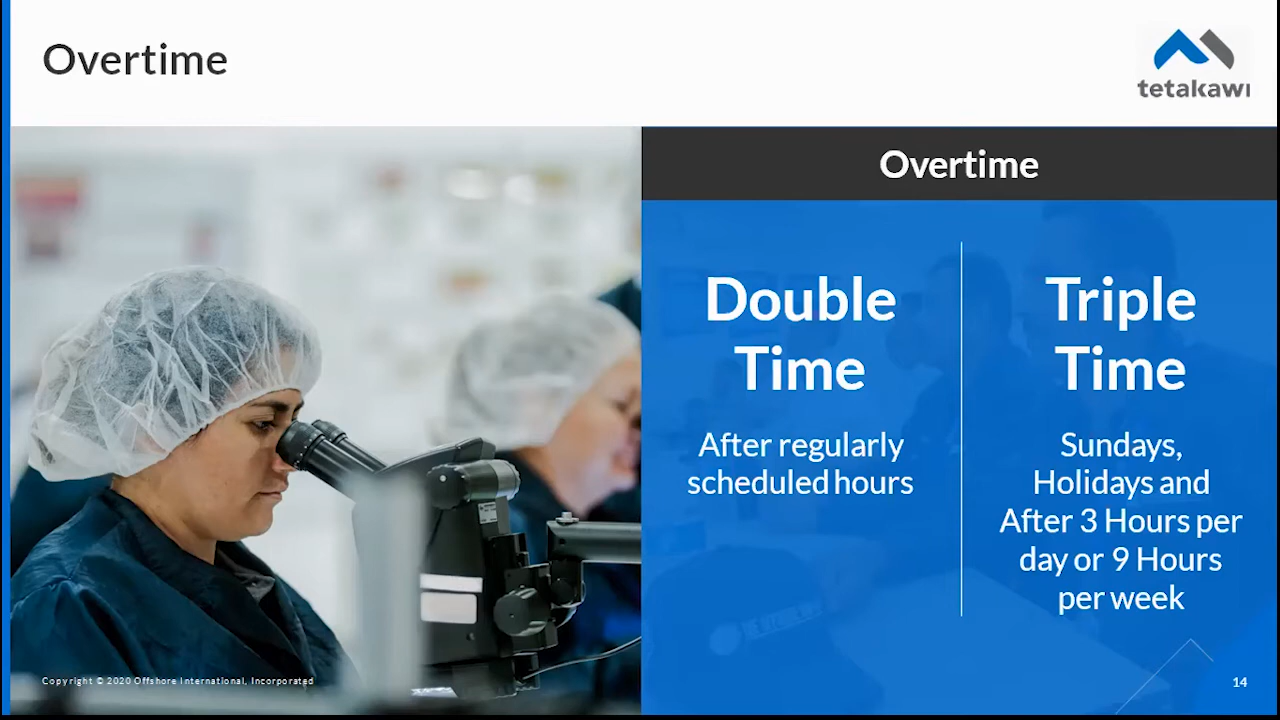 Overtime
tetakawi
Overtime
Double
Time
After regularly
scheduled hours
Triple
Time
Sundays,
Holidays and
After 3 Hours per
day or 9 Hours
per week
Copyright © 2020 Offshore International, Incorporated
14